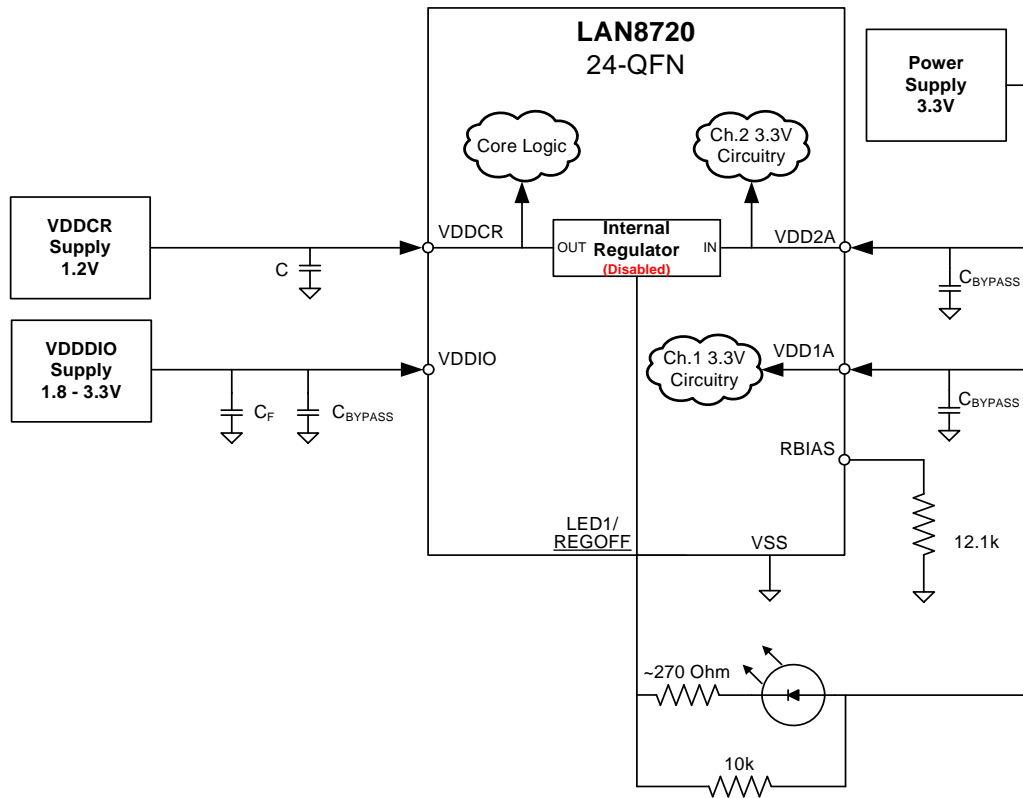 LAN8720
24-QFN
Power
Supply
3.3V
Core Logic
Ch.2 3.3V
Circuitry
VDDCR
Supply
1.2V
VDDCR
OUT
Internal
Regulator
(Disabled)
IN
VDD2A
C
CBYPASS
VDDDIO
Supply
1.8 - 3.3V
VDDIO
Ch.1 3.3V
Circuitry
VDD1A
CF
CBYPASS
CBYPASS
RBIAS
LED1/
REGOFF
VSS
12.1k
~270 Ohm
10k